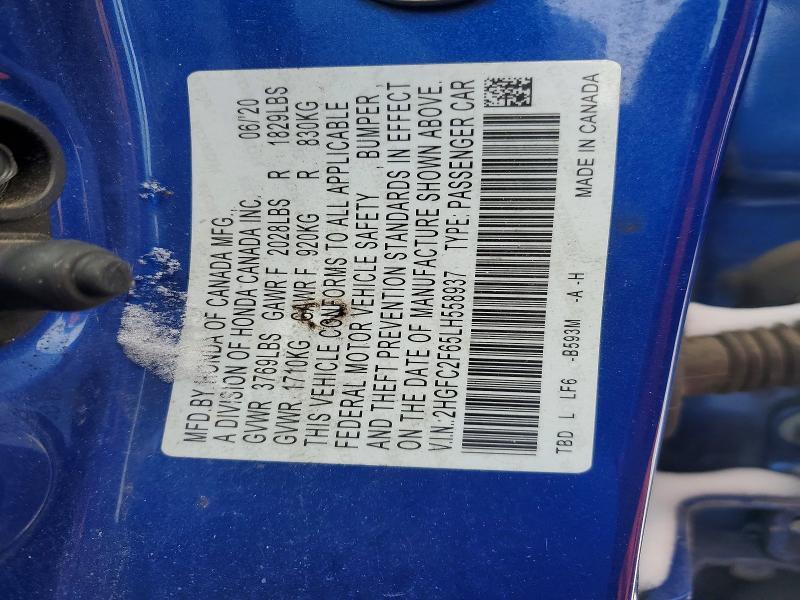 MFD.BY HONDA OF CANADA MFG., 06/'20
A DIVISION OF HONDA CANADA INC.
GVWR 3769LBS GAWR F 2028LBS R 1829LBS
GVWR 1710KG GAWR F 920KG R 830KG
THIS VEHICLE CONFORMS TO ALL APPLICABLE
FEDERAL MOTOR VEHICLE SAFETY , BUMPER ,
AND THEFT PREVENTION STANDARDS IN EFFECT
ON THE DATE OF MANUFACTURE SHOWN ABOVE.
V.I.N.:2HGFC2F65LH558937 TYPE: PASSENGER CAR
TBD L LF6 -B593M -A -H MADE IN CANADA